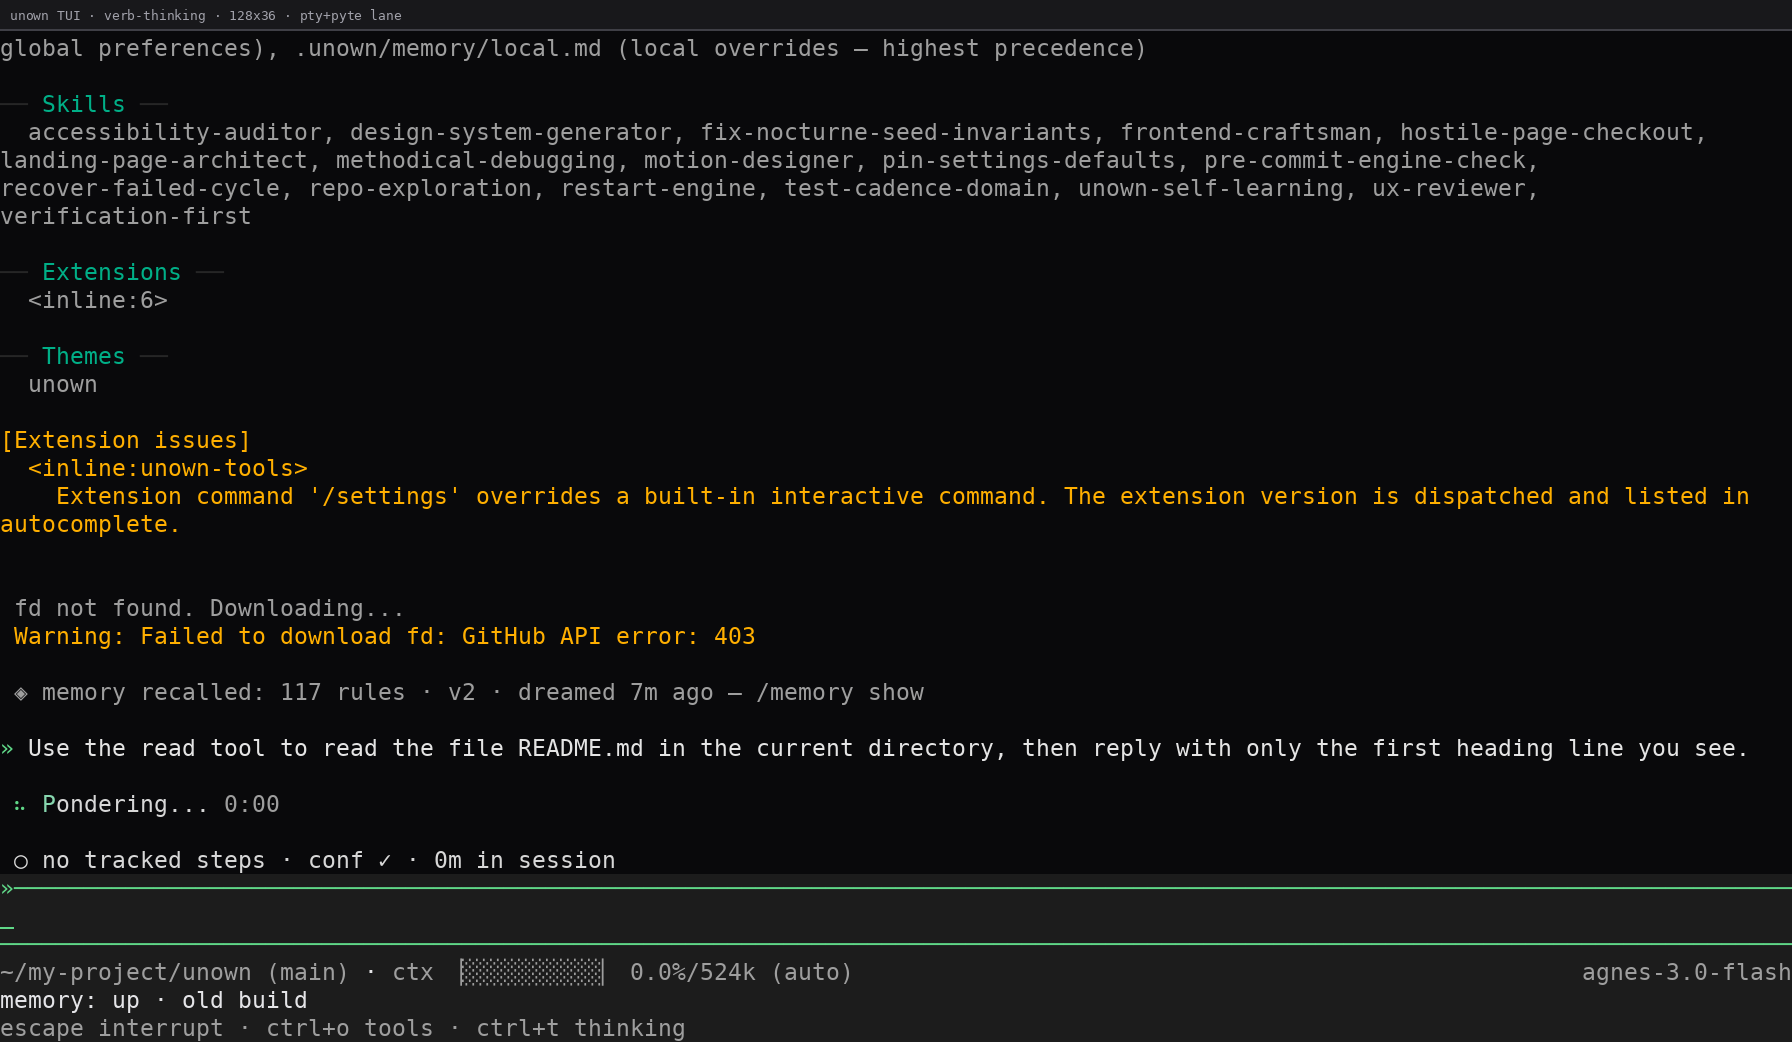 unown TUI · verb-thinking · 128x36 · pty+pyte lane
global preferences), .unown/memory/local.md (local overrides — highest precedence)
── Skills ──
accessibility-auditor, design-system-generator, fix-nocturne-seed-invariants, frontend-craftsman, hostile-page-checkout,
landing-page-architect, methodical-debugging, motion-designer, pin-settings-defaults, pre-commit-engine-check,
recover-failed-cycle, repo-exploration, restart-engine, test-cadence-domain, unown-self-learning, ux-reviewer,
verification-first
── Extensions ──
<inline:6>
── Themes ──
unown
[Extension issues]
<inline:unown-tools>
Extension command '/settings' overrides a built-in interactive command. The extension version is dispatched and listed in
autocomplete.
fd not found. Downloading...
Warning: Failed to download fd: GitHub API error: 403
◈ memory recalled: 117 rules · v2 · dreamed 7m ago — /memory show
» Use the read tool to read the file README.md in the current directory, then reply with only the first heading line you see.
Pondering... 0:00
○ no tracked steps · conf ✓ · 0m in session
»
~/my-project/unown (main) · ctx ▕░░░░░░░░░░▏ 0.0%/524k (auto) agnes-3.0-flash
memory: up · old build
escape interrupt · ctrl+o tools · ctrl+t thinking